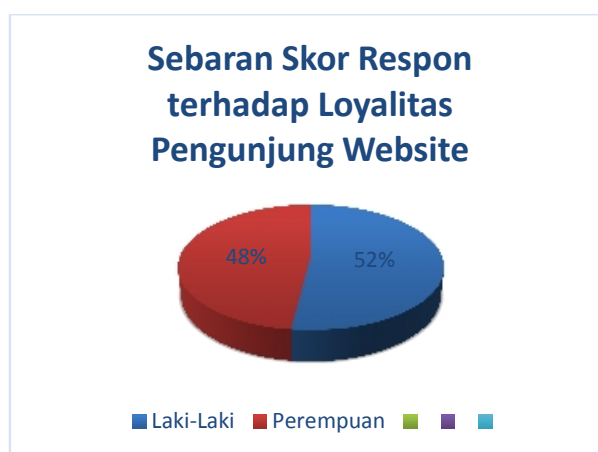 Sebaran Skor Respon
terhadap Loyalitas
Pengunjung Website
48%
52%
Laki-Laki Perempuan